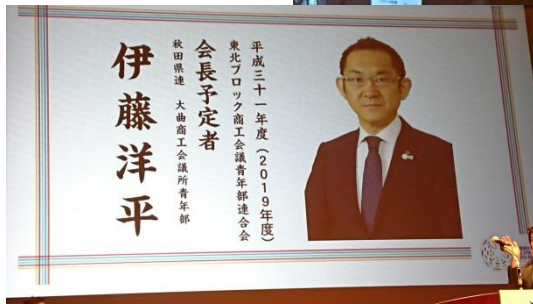 平成三十一年度（2019年度）
東北ブロック商工会議青年部連合会
会長予定者
秋田県連　大曲商工会議所青年部
伊藤洋平